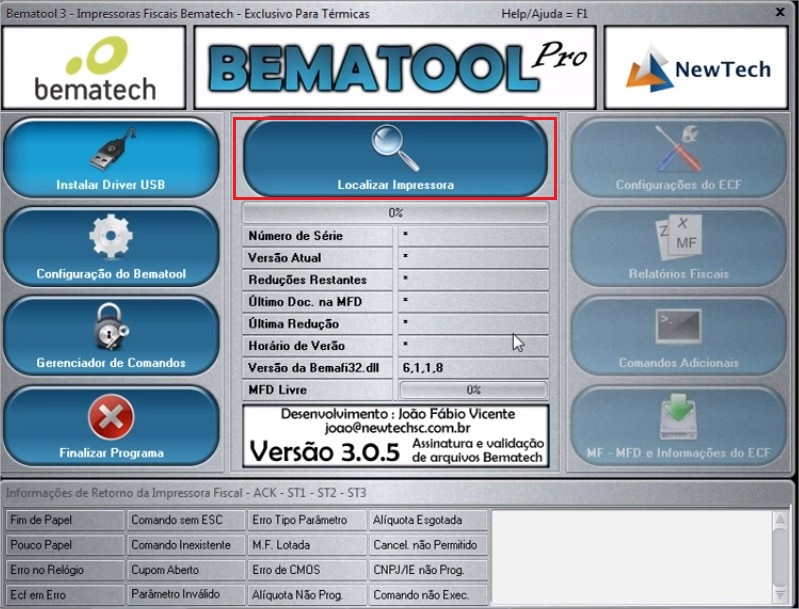 Bematool 3 - Impressoras Fiscais Bematech - Exclusivo Para Térmicas
Help/Ajuda = F1
X
bematech
BEMATOOL Pro
NewTech
Instalar Driver USB
Configuração do Bematool
Gerenciador de Comandos
Finalizar Programa
Localizar Impressora
0%
Número de Série *
Versão Atual *
Reduções Restantes *
Último Doc. na MFD *
Última Redução *
Horário de Verão *
Versão da Bemafi32.dll 6,1,1,8
MFD Livre 0%
Desenvolvimento : João Fábio Vicente
joao@newtechsc.com.br
Versão 3.0.5
Assinatura e validação
de arquivos Bematech
Configurações do ECF
Z X
MF
Relatórios Fiscais
Comandos Adicionais
MF - MFD e Informações do ECF
Informações de Retorno da Impressora Fiscal - ACK - ST1 - ST2 - ST3
Fim de Papel Comando sem ESC Erro Tipo Parâmetro Alíquota Esgotada
Pouco Papel Comando Inexistente M.F. Lotada Cancel. não Permitido
Erro no Relógio Cupom Aberto Erro de CMOS CNPJ/IE não Prog.
Ecf em Erro Parâmetro Inválido Alíquota Não Prog. Comando não Exec.